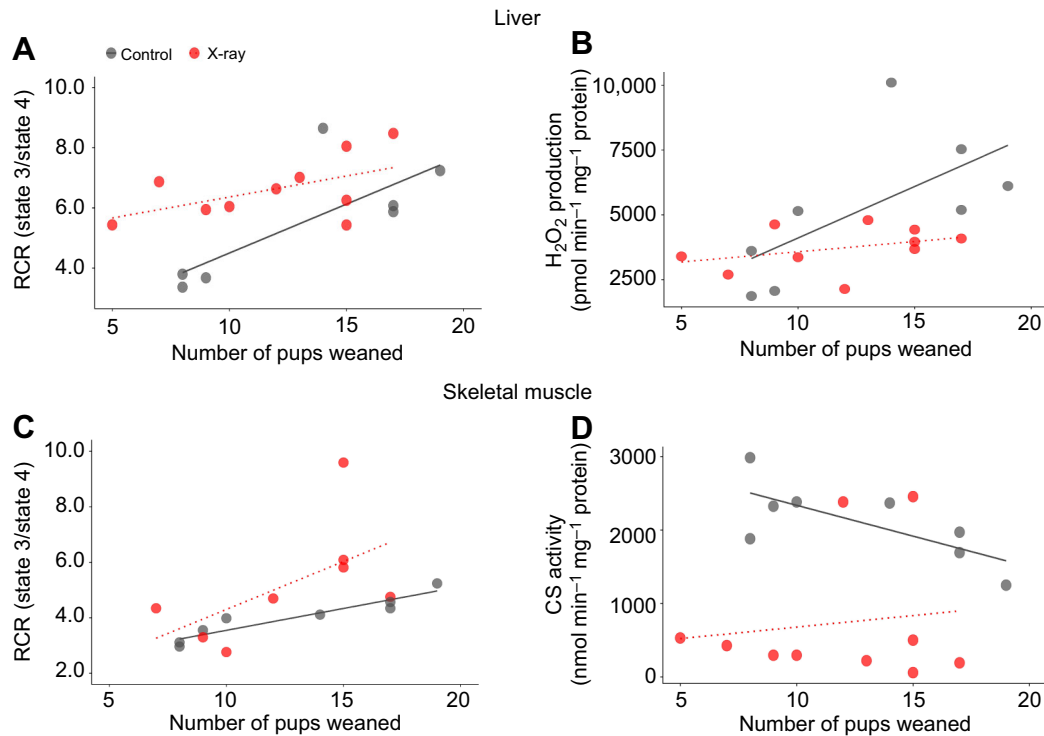 Liver
A
Control X-ray
RCR (state 3/state 4)
10.0
8.0
6.0
4.0
5 10 15 20
Number of pups weaned
B
H₂O₂ production
(pmol min⁻¹ mg⁻¹ protein)
10,000
7500
5000
2500
5 10 15 20
Number of pups weaned
Skeletal muscle
C
RCR (state 3/state 4)
10.0
8.0
6.0
4.0
2.0
5 10 15 20
Number of pups weaned
D
CS activity
(nmol min⁻¹ mg⁻¹ protein)
3000
2000
1000
0
5 10 15 20
Number of pups weaned